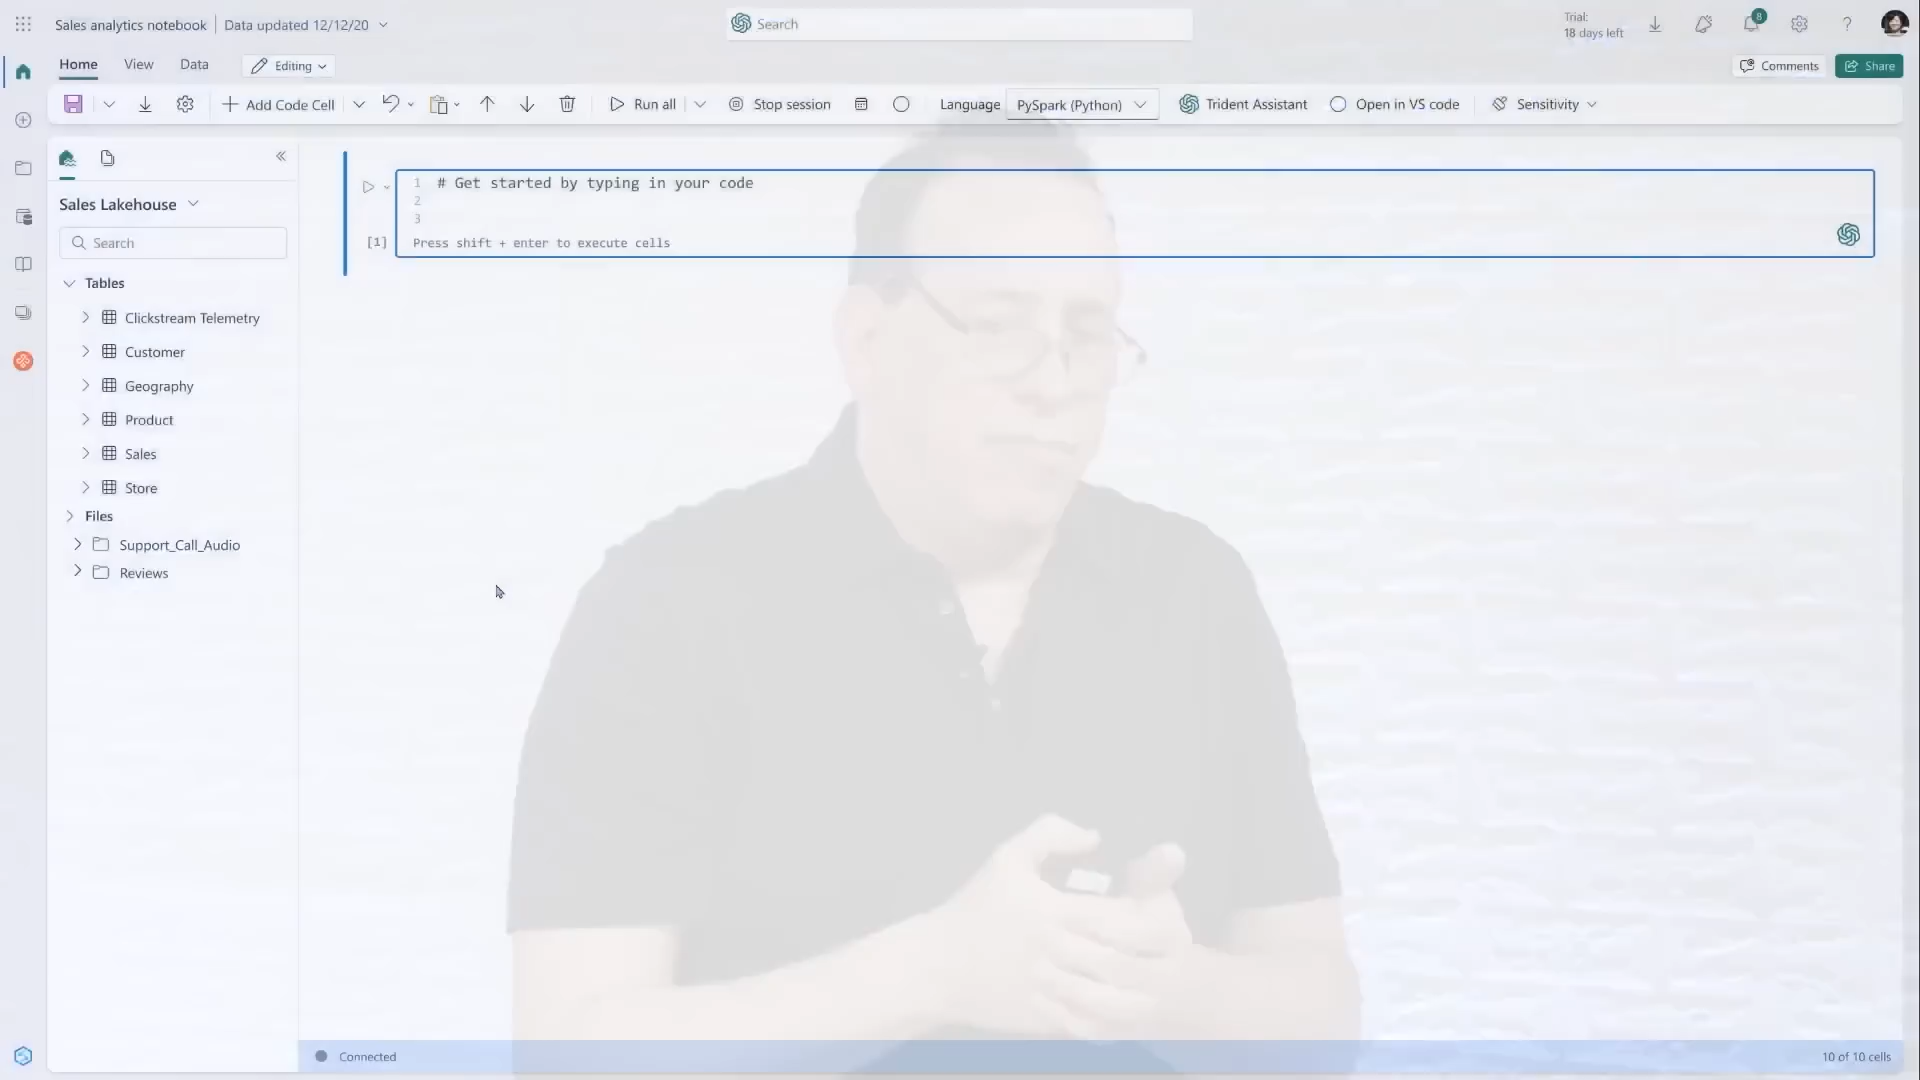 Sales analytics notebook
Data updated 12/12/20
Search
Trial:
18 days left
8
Home
View
Data
Editing
Comments
Share
Add Code Cell
Run all
Stop session
Language
PySpark (Python)
Trident Assistant
Open in VS code
Sensitivity
Sales Lakehouse
Search
Tables
Clickstream Telemetry
Customer
Geography
Product
Sales
Store
Files
Support_Call_Audio
Reviews
1 # Get started by typing in your code
2
3
[1] Press shift + enter to execute cells
Connected
10 of 10 cells